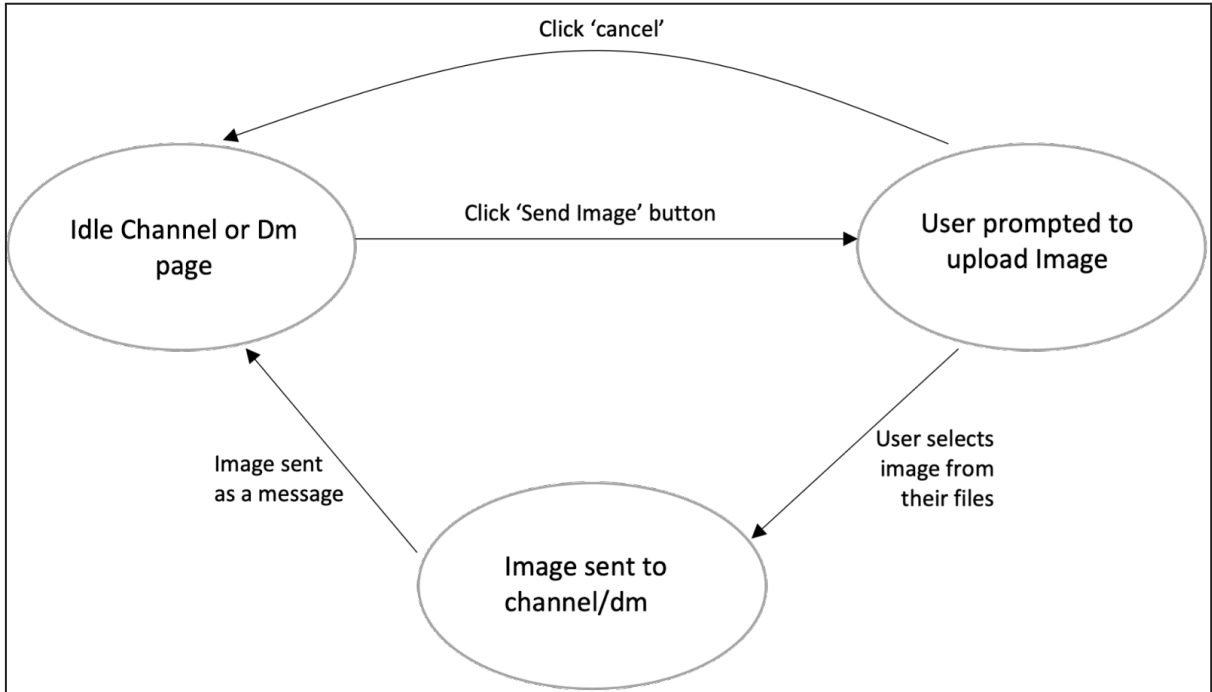 Click ‘cancel’
Idle Channel or Dm
page
Click ‘Send Image’ button
User prompted to
upload Image
Image sent
as a message
User selects
image from
their files
Image sent to
channel/dm